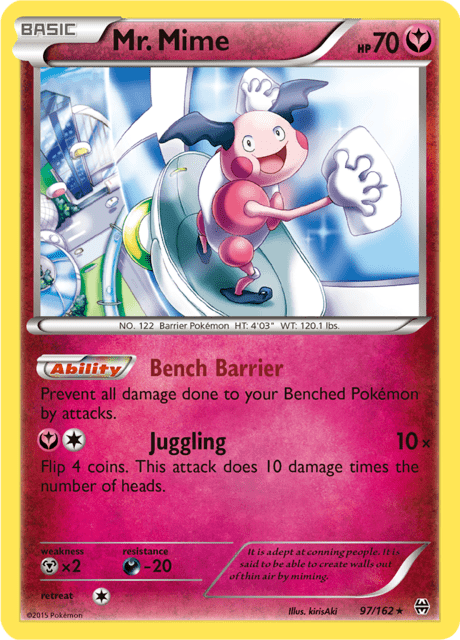 BASIC
Mr. Mime
HP 70
NO. 122 Barrier Pokémon HT: 4'03" WT: 120.1 lbs.
Ability Bench Barrier
Prevent all damage done to your Benched Pokémon
by attacks.
Juggling 10×
Flip 4 coins. This attack does 10 damage times the
number of heads.
weakness resistance
×2 -20
retreat
It is adept at conning people. It is
said to be able to create walls out
of thin air by miming.
©2015 Pokémon Illus. kirisAki 97/162 ★